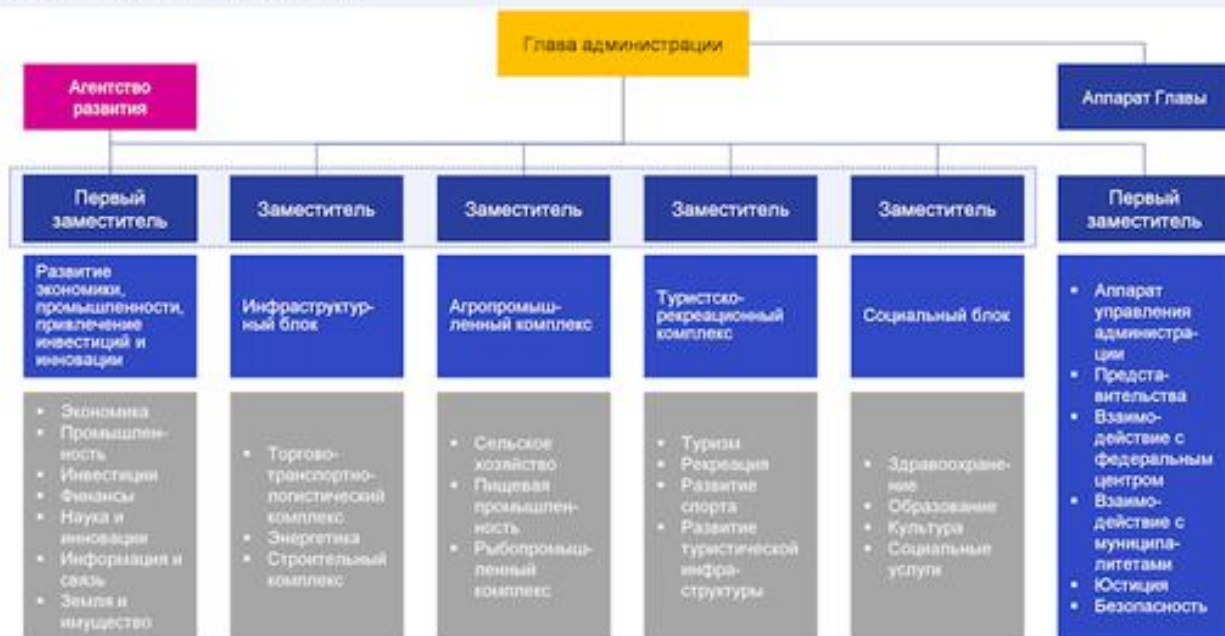 Глава администрации
Агентство
развития
Аппарат Главы
Первый
заместитель
Заместитель
Заместитель
Заместитель
Заместитель
Первый
заместитель
Развитие
экономики,
промышленности,
привлечение
инвестиций и
инновации
Инфраструктур-
ный блок
Агропромыш-
ленный комплекс
Туристско-
рекреационный
комплекс
Социальный блок
• Аппарат
управления
администра-
ции
• Предста-
вительства
• Взаимо-
действие с
федеральным
центром
• Взаимо-
действие с
муниципа-
литетами
• Юстиция
• Безопасность
• Экономика
• Промышлен-
ность
• Инвестиции
• Финансы
• Наука и
инновации
• Информация и
связь
• Земля и
имущество
• Торгово-
транспортно-
логистический
комплекс
• Энергетика
• Строительный
комплекс
• Сельское
хозяйство
• Пищевая
промышлен-
ность
• Рыбопромыш-
ленный
комплекс
• Туризм
• Рекреация
• Развитие
спорта
• Развитие
туристической
инфра-
структуры
• Здравоохране-
ние
• Образование
• Культура
• Социальные
услуги